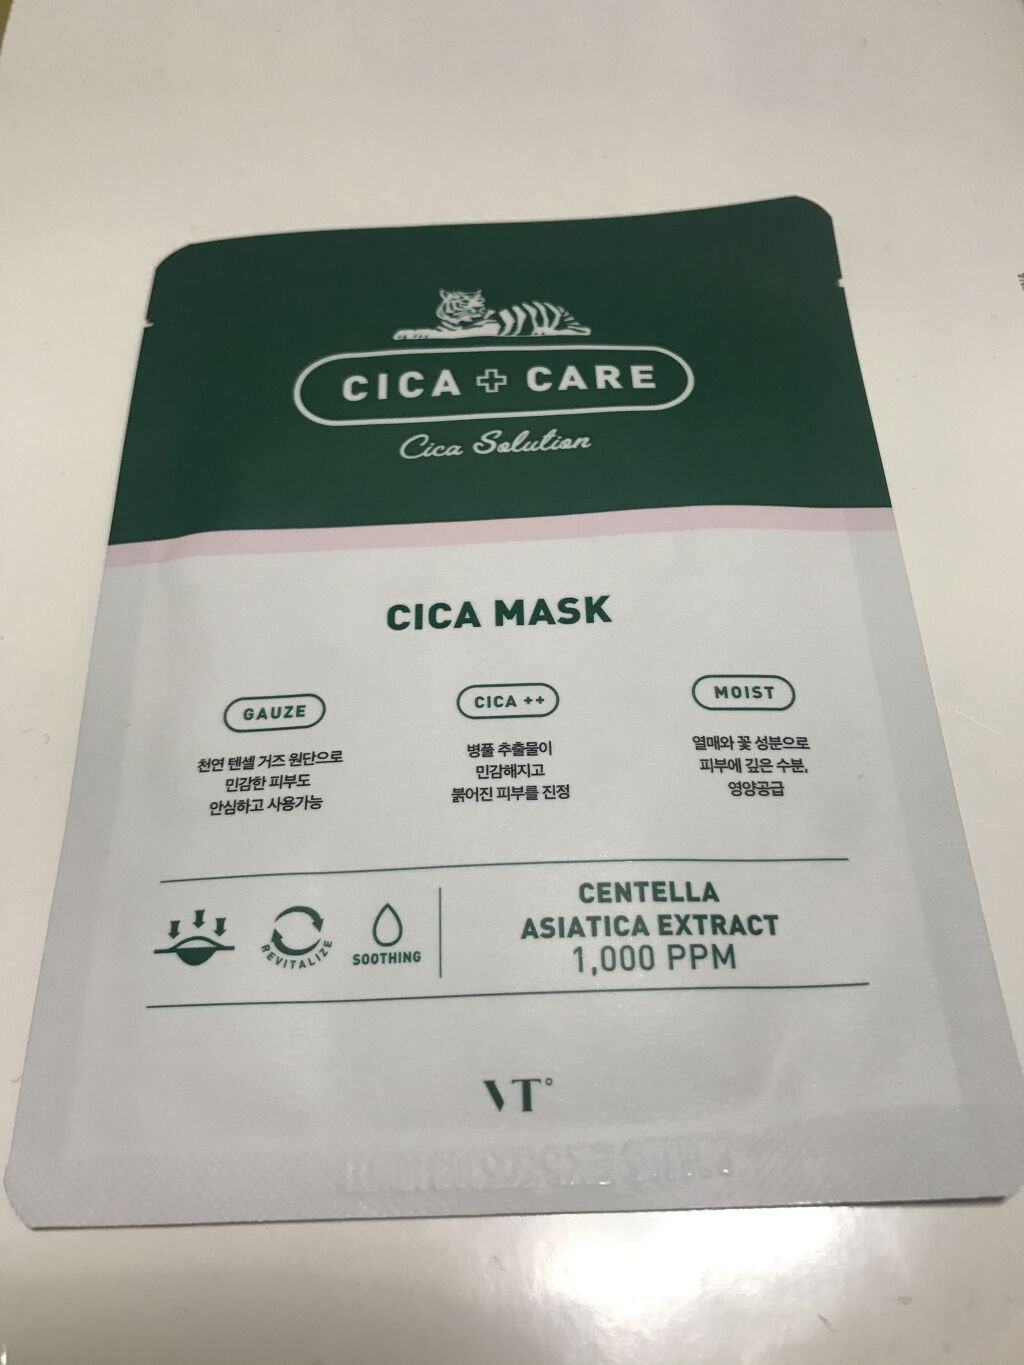 CICA + CARE
Cica Solution
CICA MASK
GAUZE
천연 텐셀 거즈 원단으로
민감한 피부도
안심하고 사용가능
CICA ++
병풀 추출물이
민감해지고
붉어진 피부를 진정
MOIST
열매와 꽃 성분으로
피부에 깊은 수분,
영양공급
REVITALIZE
SOOTHING
CENTELLA
ASIATICA EXTRACT
1,000 PPM
VT°